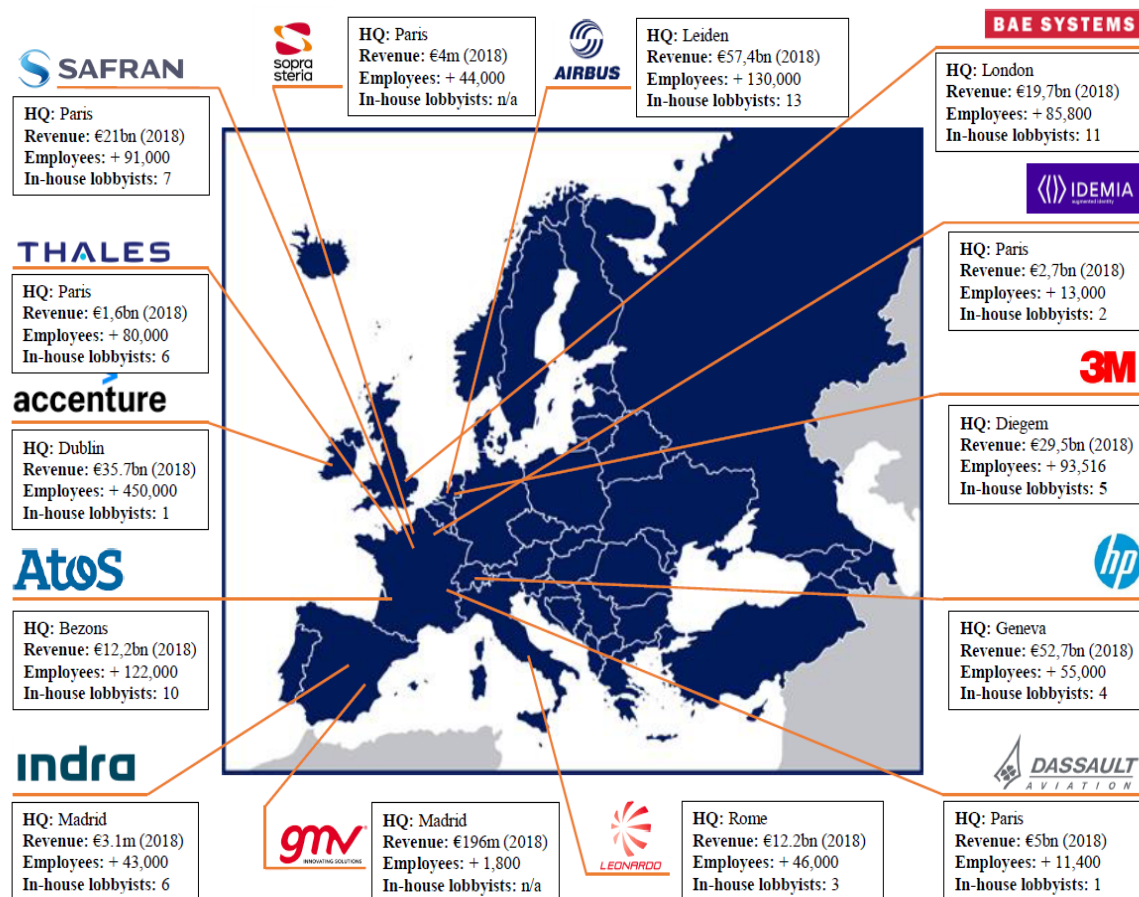 SAFRAN
HQ: Paris
Revenue: €21bn (2018)
Employees: + 91,000
In-house lobbyists: 7
sopra
steria
HQ: Paris
Revenue: €4m (2018)
Employees: + 44,000
In-house lobbyists: n/a
AIRBUS
HQ: Leiden
Revenue: €57,4bn (2018)
Employees: + 130,000
In-house lobbyists: 13
BAE SYSTEMS
HQ: London
Revenue: €19,7bn (2018)
Employees: + 85,800
In-house lobbyists: 11
THALES
HQ: Paris
Revenue: €1,6bn (2018)
Employees: + 80,000
In-house lobbyists: 6
IDEMIA
augmented identity
HQ: Paris
Revenue: €2,7bn (2018)
Employees: + 13,000
In-house lobbyists: 2
accenture
HQ: Dublin
Revenue: €35.7bn (2018)
Employees: + 450,000
In-house lobbyists: 1
3M
HQ: Diegem
Revenue: €29,5bn (2018)
Employees: + 93,516
In-house lobbyists: 5
Atos
HQ: Bezons
Revenue: €12,2bn (2018)
Employees: + 122,000
In-house lobbyists: 10
hp
HQ: Geneva
Revenue: €52,7bn (2018)
Employees: + 55,000
In-house lobbyists: 4
indra
HQ: Madrid
Revenue: €3.1m (2018)
Employees: + 43,000
In-house lobbyists: 6
gmv
INNOVATING SOLUTIONS
HQ: Madrid
Revenue: €196m (2018)
Employees: + 1,800
In-house lobbyists: n/a
LEONARDO
HQ: Rome
Revenue: €12.2bn (2018)
Employees: + 46,000
In-house lobbyists: 3
DASSAULT
AVIATION
HQ: Paris
Revenue: €5bn (2018)
Employees: + 11,400
In-house lobbyists: 1